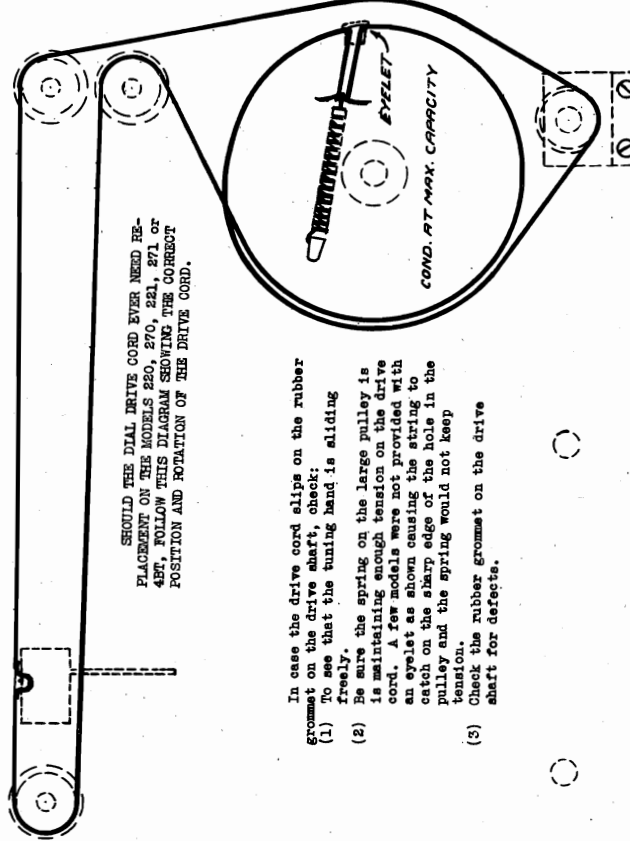 SHOULD THE DIAL DRIVE CORD EVER NEED RE-
PLACEMENT ON THE MODELS 220, 270, 221, 271 or
4BT, FOLLOW THIS DIAGRAM SHOWING THE CORRECT
POSITION AND ROTATION OF THE DRIVE CORD.
EYELET
COND. AT MAX. CAPACITY
In case the drive cord slips on the rubber
grommet on the drive shaft, check:
(1) To see that the tuning hand is sliding
freely.
(2) Be sure the spring on the large pulley is
is maintaining enough tension on the drive
cord. A few models were not provided with
an eyelet as shown causing the string to
catch on the sharp edge of the hole in the
pulley and the spring would not keep
tension.
(3) Check the rubber grommet on the drive
shaft for defects.